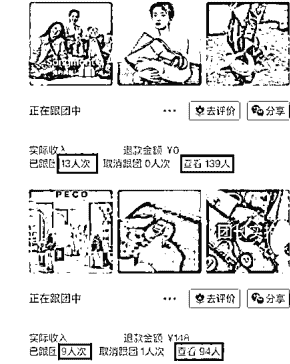 Songmont
正在跟团中 ... 去评价 分享
实际收入 退款金额 ¥0
已跟团 13人次 取消跟团 0人次 查看 139人
PECO
正在跟团中 ... 去评价 分享
实际收入 退款金额 ¥148
已跟团 9人次 取消跟团 1人次 查看 94人